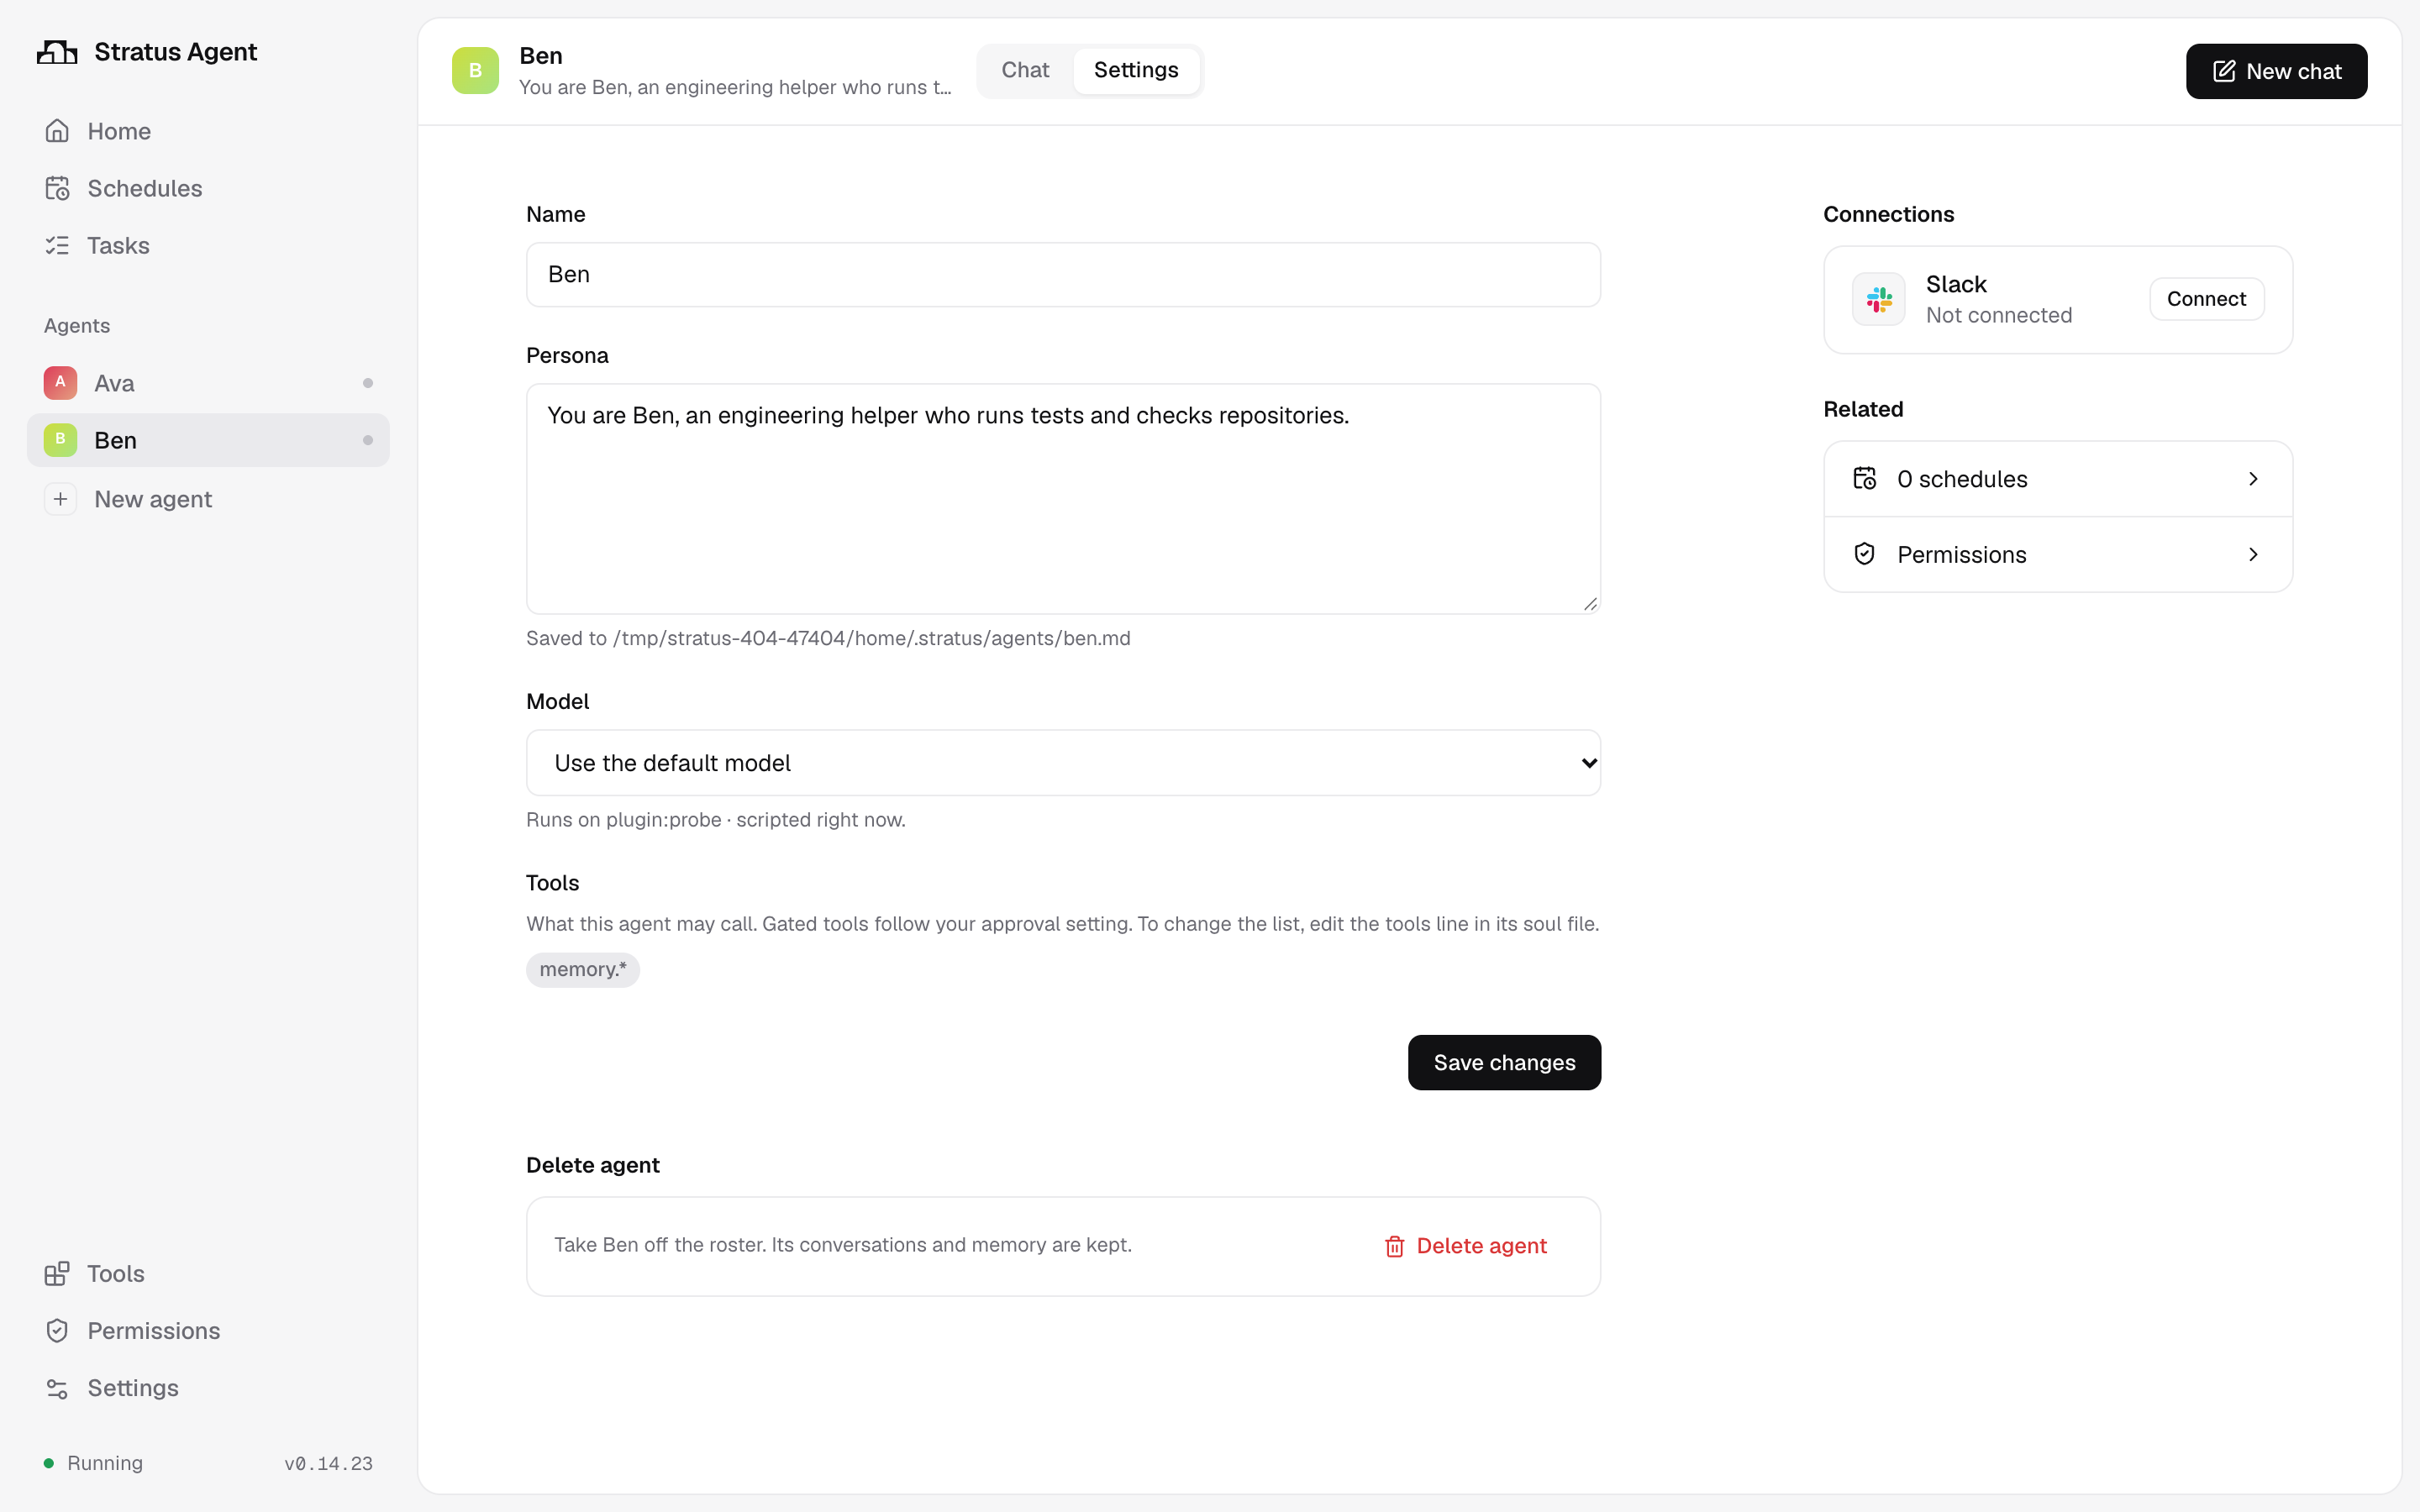 Stratus Agent
Home
Schedules
Tasks
Agents
A Ava
B Ben
New agent
Tools
Permissions
Settings
Running v0.14.23
B
Ben
You are Ben, an engineering helper who runs t…
Chat Settings
New chat
Name
Ben
Persona
You are Ben, an engineering helper who runs tests and checks repositories.
Saved to /tmp/stratus-404-47404/home/.stratus/agents/ben.md
Model
Use the default model
Runs on plugin:probe · scripted right now.
Tools
What this agent may call. Gated tools follow your approval setting. To change the list, edit the tools line in its soul file.
memory.*
Save changes
Delete agent
Take Ben off the roster. Its conversations and memory are kept.
Delete agent
Connections
Slack
Not connected
Connect
Related
0 schedules
Permissions